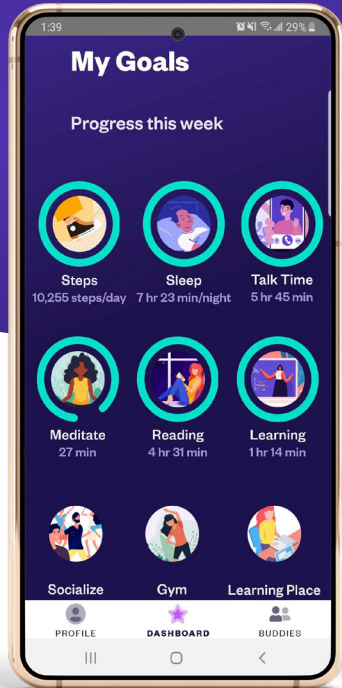 1:39
29%
My Goals
Progress this week
Steps Sleep Talk Time
10,255 steps/day 7 hr 23 min/night 5 hr 45 min
Meditate Reading Learning
27 min 4 hr 31 min 1 hr 14 min
Socialize Gym Learning Place
PROFILE DASHBOARD BUDDIES